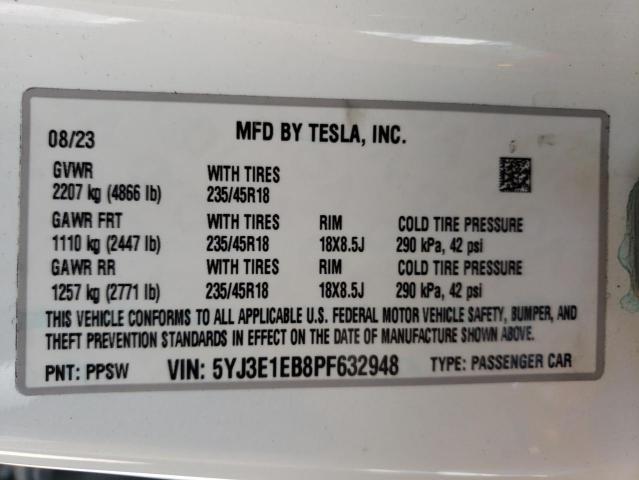 08/23 MFD BY TESLA, INC.
GVWR WITH TIRES
2207 kg (4866 lb) 235/45R18
GAWR FRT WITH TIRES RIM COLD TIRE PRESSURE
1110 kg (2447 lb) 235/45R18 18X8.5J 290 kPa, 42 psi
GAWR RR WITH TIRES RIM COLD TIRE PRESSURE
1257 kg (2771 lb) 235/45R18 18X8.5J 290 kPa, 42 psi
THIS VEHICLE CONFORMS TO ALL APPLICABLE U.S. FEDERAL MOTOR VEHICLE SAFETY, BUMPER, AND
THEFT PREVENTION STANDARDS IN EFFECT ON THE DATE OF MANUFACTURE SHOWN ABOVE.
PNT: PPSW VIN: 5YJ3E1EB8PF632948 TYPE: PASSENGER CAR